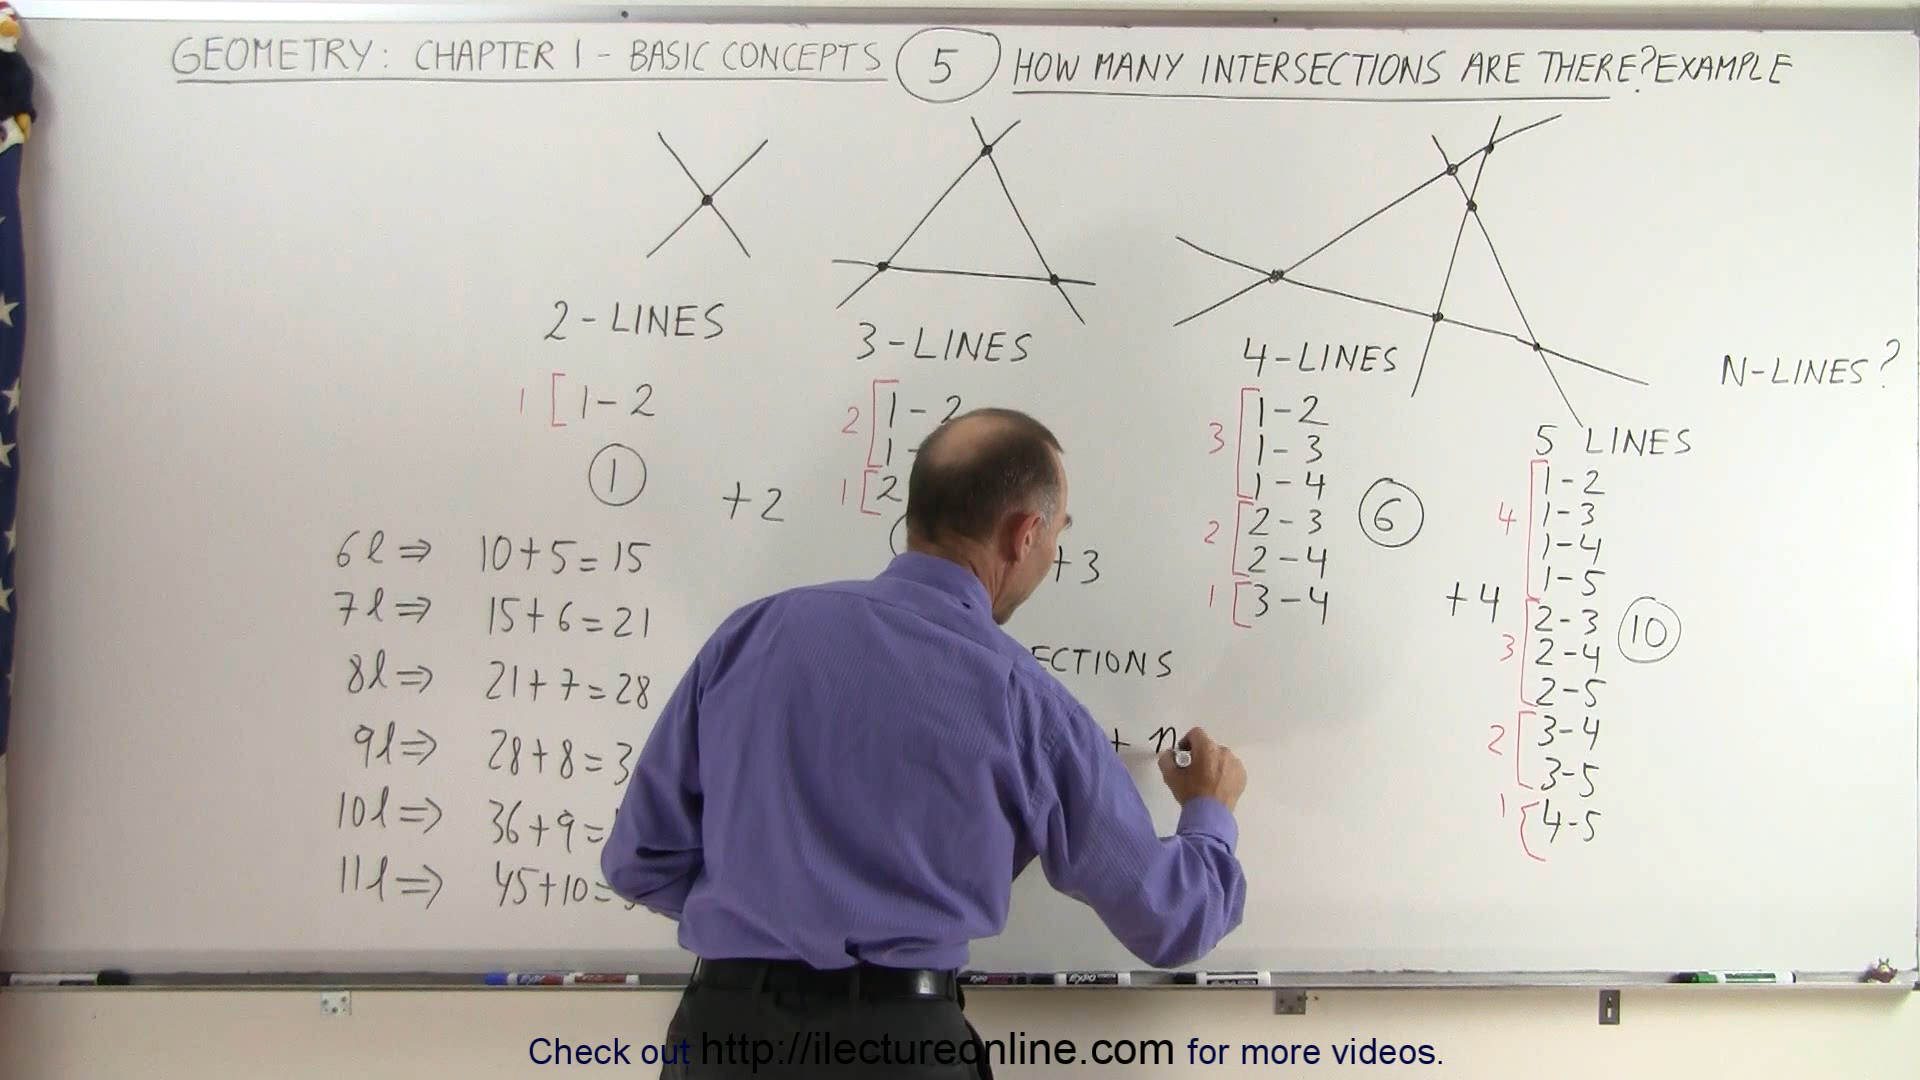 GEOMETRY: CHAPTER 1 - BASIC CONCEPTS 5 HOW MANY INTERSECTIONS ARE THERE? EXAMPLE
2-LINES
1 [ 1-2
1
+2
3-LINES
2 [ 1-2
1-
1 [ 2
+3
4-LINES
3 [ 1-2
1-3
1-4
2 [ 2-3
2-4
1 [ 3-4
6
+4
5 LINES
4 [ 1-2
1-3
1-4
1-5
3 [ 2-3
2-4
2-5
2 [ 3-4
3-5
1 [ 4-5
10
N-LINES?
6l ⇒ 10+5=15
7l ⇒ 15+6=21
8l ⇒ 21+7=28
9l ⇒ 28+8=3
10l ⇒ 36+9=
11l ⇒ 45+10=
ECTIONS
+ n
Check out http://ilectureonline.com for more videos.